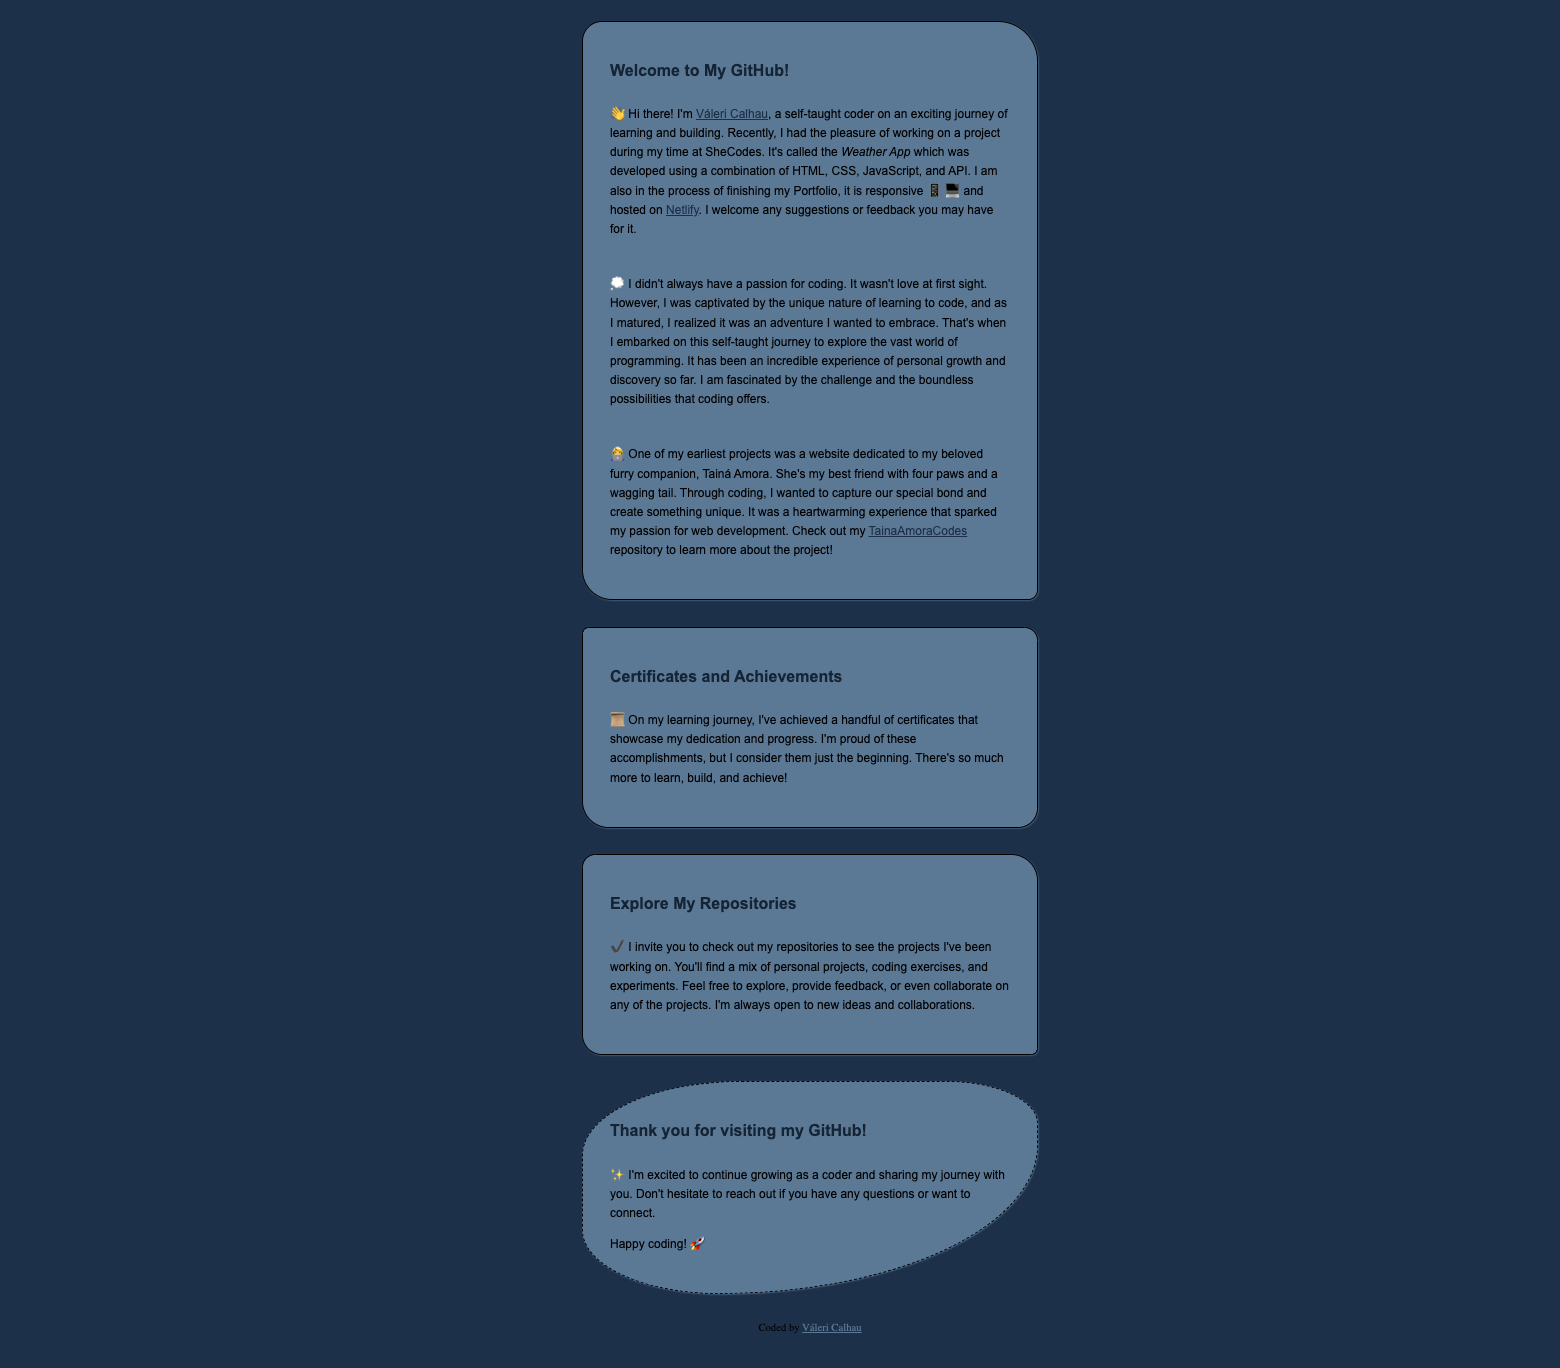 Welcome to My GitHub!
👋 Hi there! I'm Váleri Calhau, a self-taught coder on an exciting journey of
learning and building. Recently, I had the pleasure of working on a project
during my time at SheCodes. It's called the Weather App which was
developed using a combination of HTML, CSS, JavaScript, and API. I am
also in the process of finishing my Portfolio, it is responsive 📱 💻 and
hosted on Netlify. I welcome any suggestions or feedback you may have
for it.
💭 I didn't always have a passion for coding. It wasn't love at first sight.
However, I was captivated by the unique nature of learning to code, and as
I matured, I realized it was an adventure I wanted to embrace. That's when
I embarked on this self-taught journey to explore the vast world of
programming. It has been an incredible experience of personal growth and
discovery so far. I am fascinated by the challenge and the boundless
possibilities that coding offers.
One of my earliest projects was a website dedicated to my beloved
furry companion, Tainá Amora. She's my best friend with four paws and a
wagging tail. Through coding, I wanted to capture our special bond and
create something unique. It was a heartwarming experience that sparked
my passion for web development. Check out my TainaAmoraCodes
repository to learn more about the project!
Certificates and Achievements
On my learning journey, I've achieved a handful of certificates that
showcase my dedication and progress. I'm proud of these
accomplishments, but I consider them just the beginning. There's so much
more to learn, build, and achieve!
Explore My Repositories
✔️ I invite you to check out my repositories to see the projects I've been
working on. You'll find a mix of personal projects, coding exercises, and
experiments. Feel free to explore, provide feedback, or even collaborate on
any of the projects. I'm always open to new ideas and collaborations.
Thank you for visiting my GitHub!
✨ I'm excited to continue growing as a coder and sharing my journey with
you. Don't hesitate to reach out if you have any questions or want to
connect.
Happy coding! 🚀
Coded by Váleri Calhau